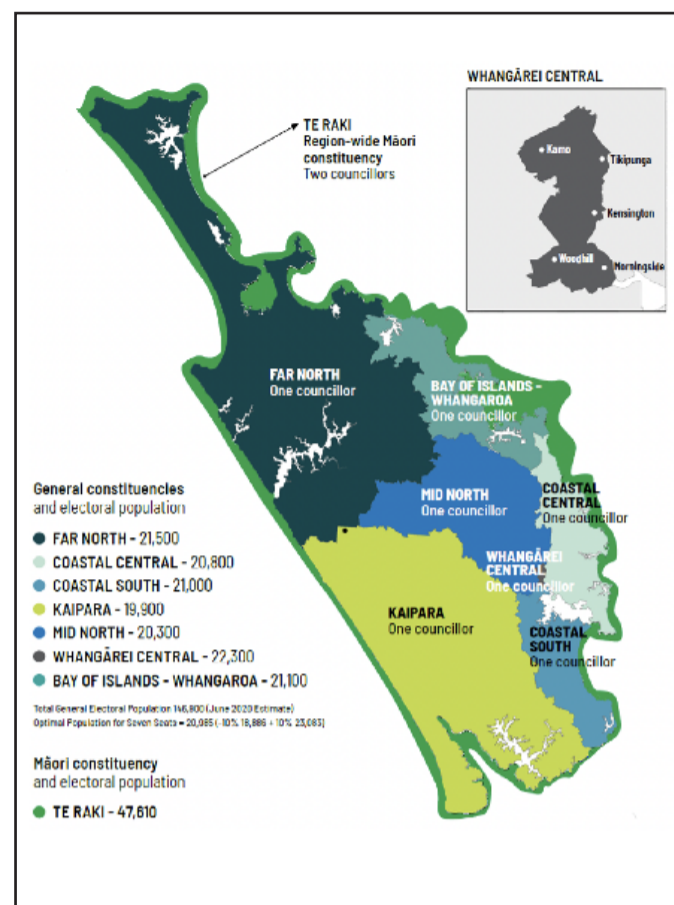 WHANGĀREI CENTRAL
Kamo
Tikipunga
Kensington
Woodhill
Morningside
TE RAKI
Region-wide Māori
constituency
Two councillors
FAR NORTH
One councillor
BAY OF ISLANDS -
WHANGAROA
One councillor
MID NORTH
One councillor
COASTAL
CENTRAL
One councillor
WHANGĀREI
CENTRAL
One councillor
KAIPARA
One councillor
COASTAL
SOUTH
One councillor
General constituencies
and electoral population
FAR NORTH - 21,500
COASTAL CENTRAL - 20,800
COASTAL SOUTH - 21,000
KAIPARA - 19,900
MID NORTH - 20,300
WHANGĀREI CENTRAL - 22,300
BAY OF ISLANDS - WHANGAROA - 21,100
Total General Electoral Population 146,800 (June 2020 Estimate)
Optimal Population for Seven Seats = (-10% 18,886 + 10% 23,083)
Māori constituency
and electoral population
TE RAKI - 47,610